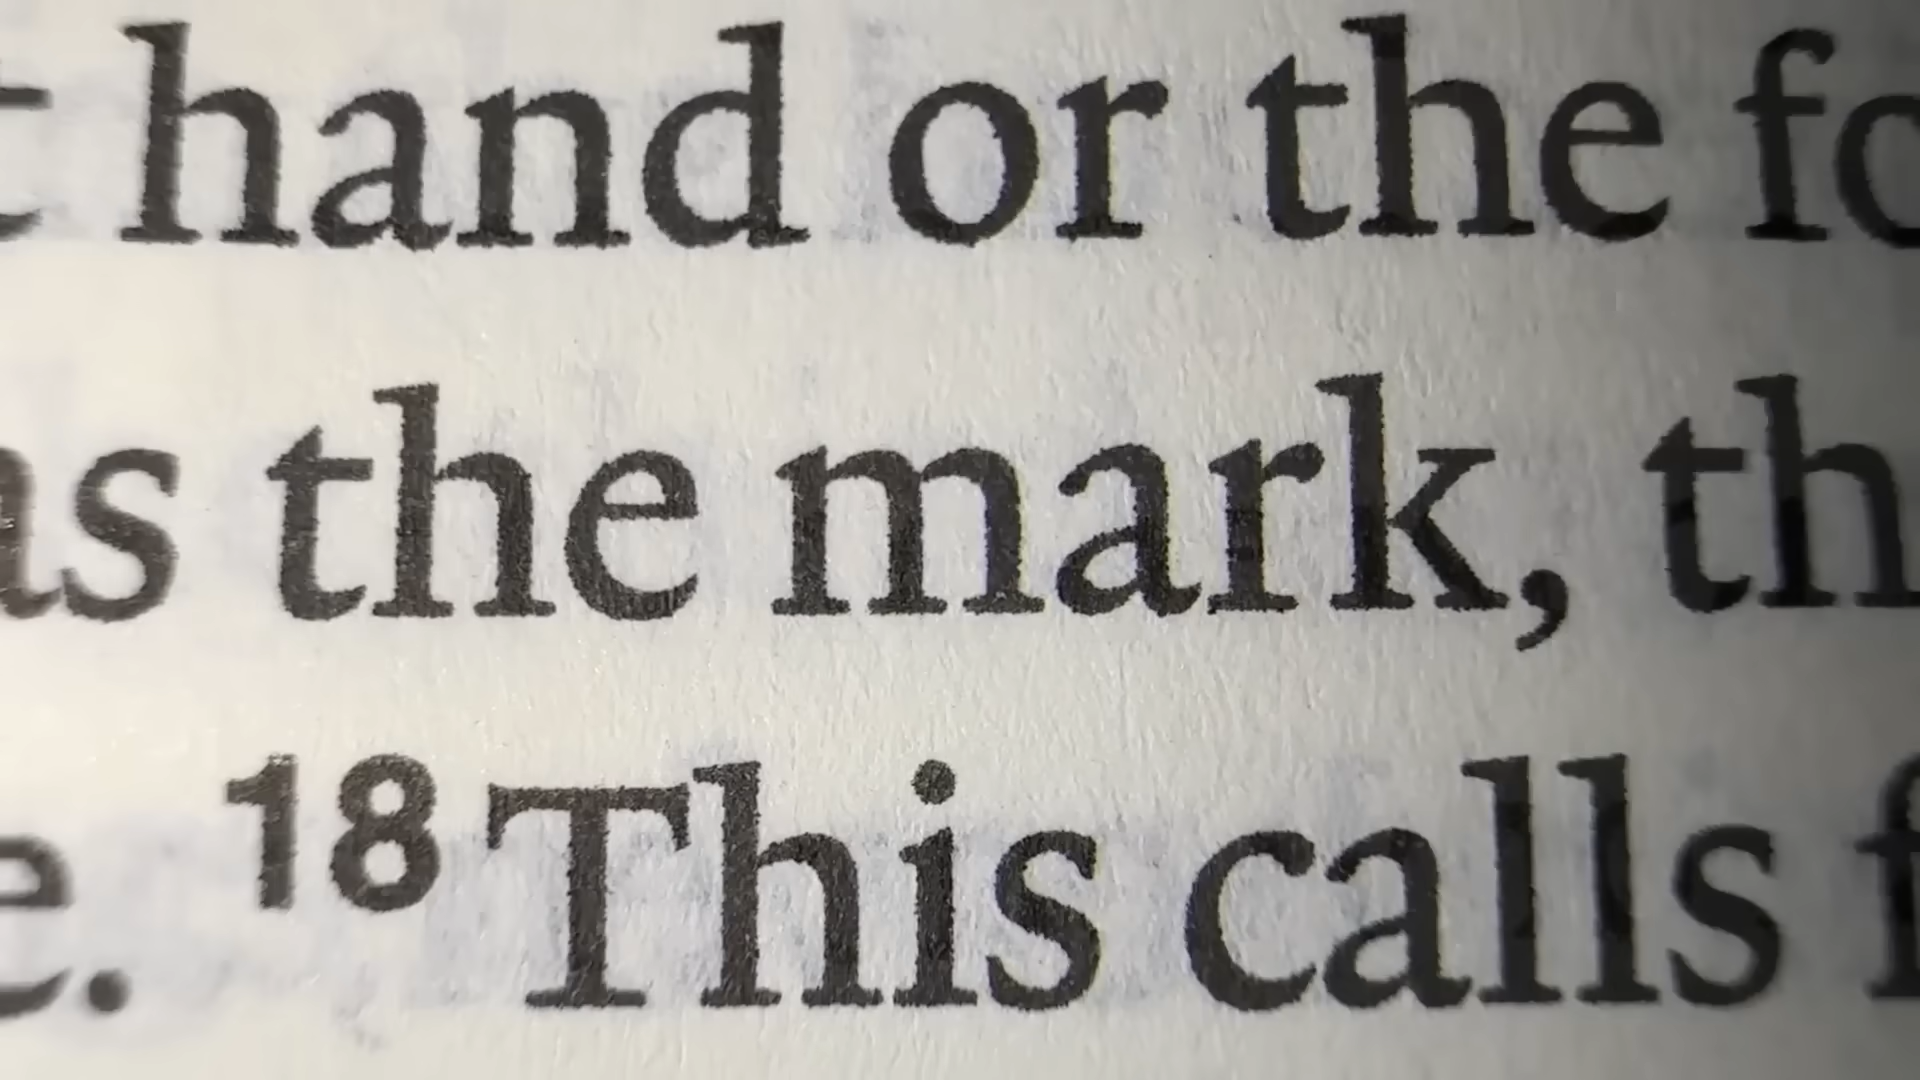 hand or the
the mark,
18 This calls